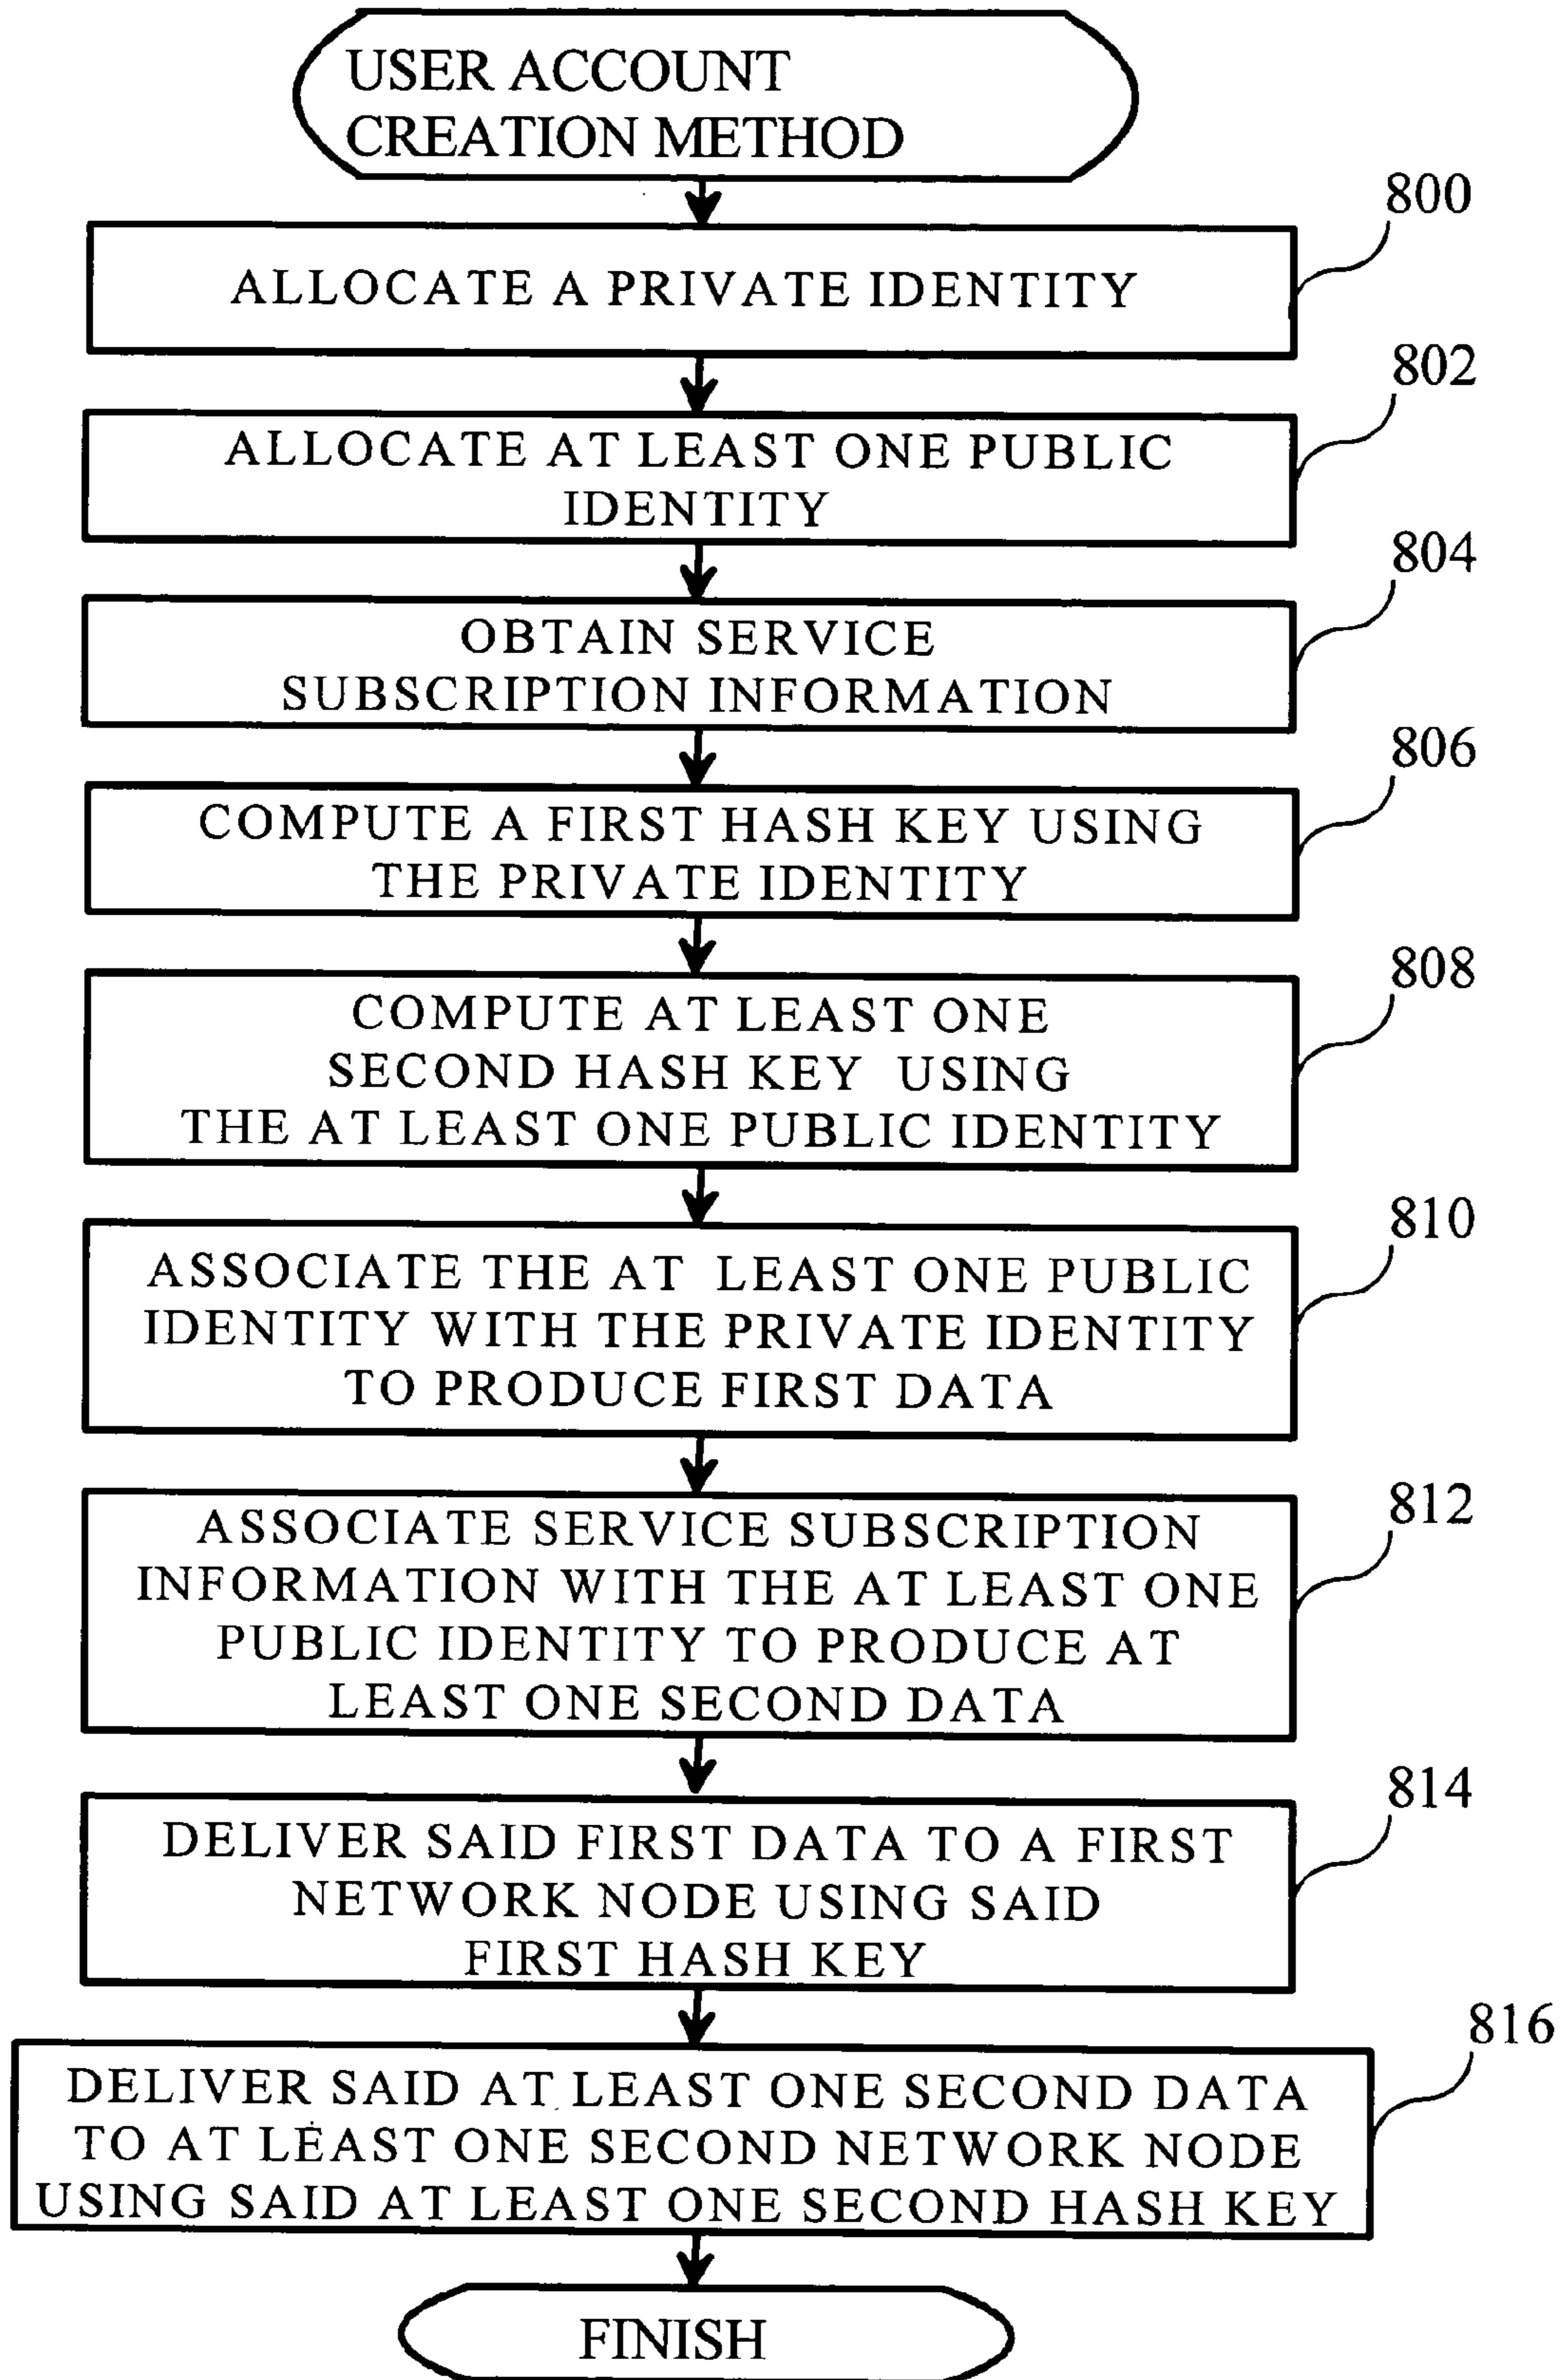 USER ACCOUNT
CREATION METHOD
800
ALLOCATE A PRIVATE IDENTITY
802
ALLOCATE AT LEAST ONE PUBLIC
IDENTITY
804
OBTAIN SERVICE
SUBSCRIPTION INFORMATION
806
COMPUTE A FIRST HASH KEY USING
THE PRIVATE IDENTITY
808
COMPUTE AT LEAST ONE
SECOND HASH KEY USING
THE AT LEAST ONE PUBLIC IDENTITY
810
ASSOCIATE THE AT LEAST ONE PUBLIC
IDENTITY WITH THE PRIVATE IDENTITY
TO PRODUCE FIRST DATA
812
ASSOCIATE SERVICE SUBSCRIPTION
INFORMATION WITH THE AT LEAST ONE
PUBLIC IDENTITY TO PRODUCE AT
LEAST ONE SECOND DATA
814
DELIVER SAID FIRST DATA TO A FIRST
NETWORK NODE USING SAID
FIRST HASH KEY
816
DELIVER SAID AT LEAST ONE SECOND DATA
TO AT LEAST ONE SECOND NETWORK NODE
USING SAID AT LEAST ONE SECOND HASH KEY
FINISH